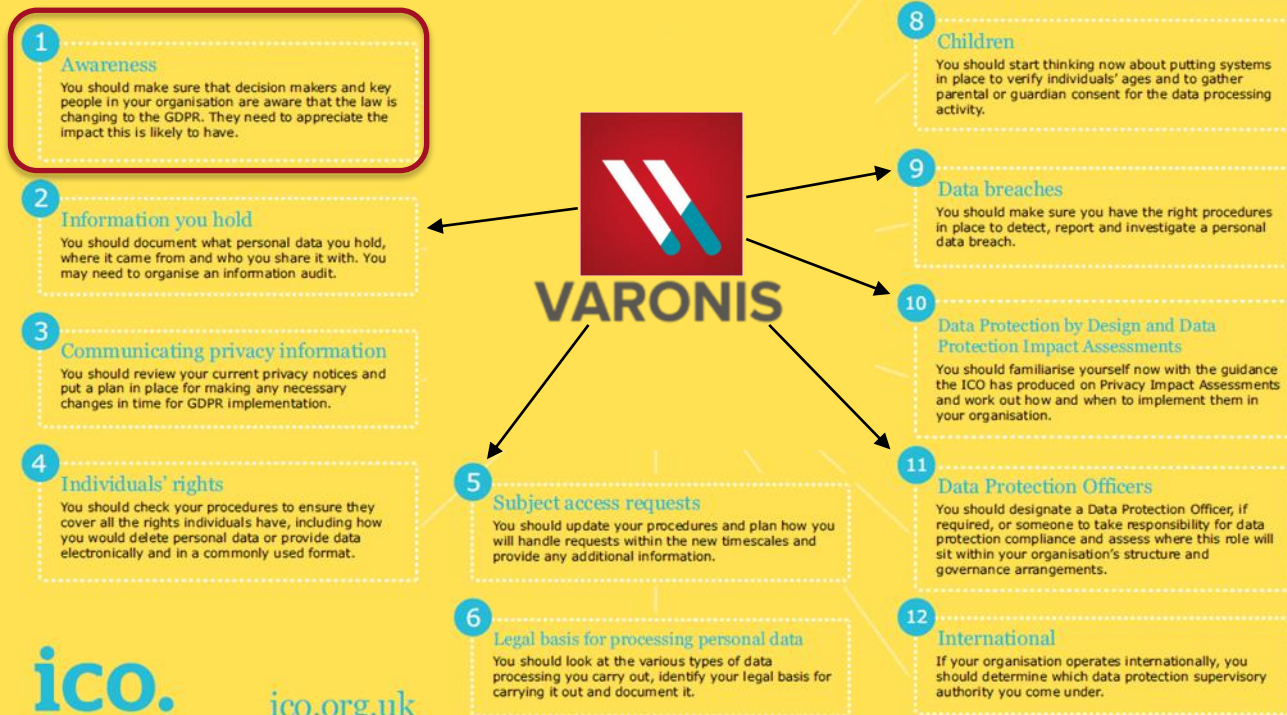 1
Awareness
You should make sure that decision makers and key
people in your organisation are aware that the law is
changing to the GDPR. They need to appreciate the
impact this is likely to have.
2
Information you hold
You should document what personal data you hold,
where it came from and who you share it with. You
may need to organise an information audit.
3
Communicating privacy information
You should review your current privacy notices and
put a plan in place for making any necessary
changes in time for GDPR implementation.
4
Individuals' rights
You should check your procedures to ensure they
cover all the rights individuals have, including how
you would delete personal data or provide data
electronically and in a commonly used format.
VARONIS
5
Subject access requests
You should update your procedures and plan how you
will handle requests within the new timescales and
provide any additional information.
6
Legal basis for processing personal data
You should look at the various types of data
processing you carry out, identify your legal basis for
carrying it out and document it.
8
Children
You should start thinking now about putting systems
in place to verify individuals' ages and to gather
parental or guardian consent for the data processing
activity.
9
Data breaches
You should make sure you have the right procedures
in place to detect, report and investigate a personal
data breach.
10
Data Protection by Design and Data
Protection Impact Assessments
You should familiarise yourself now with the guidance
the ICO has produced on Privacy Impact Assessments
and work out how and when to implement them in
your organisation.
11
Data Protection Officers
You should designate a Data Protection Officer, if
required, or someone to take responsibility for data
protection compliance and assess where this role will
sit within your organisation's structure and
governance arrangements.
12
International
If your organisation operates internationally, you
should determine which data protection supervisory
authority you come under.
ico.
ico.org.uk